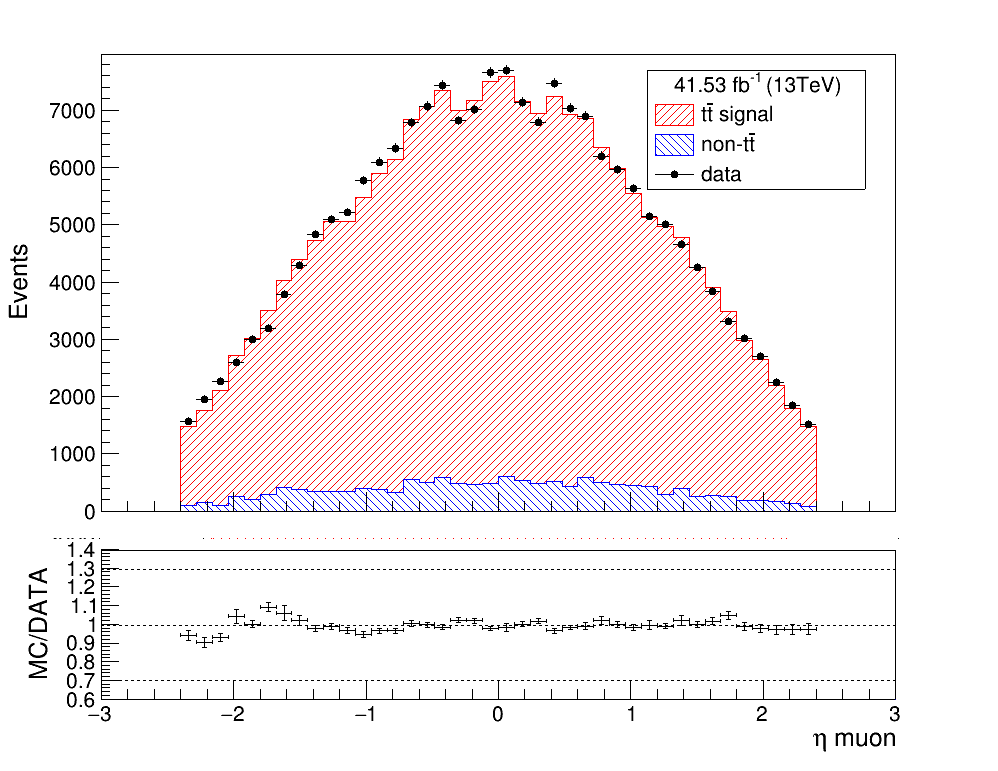 Events
7000
6000
5000
4000
3000
2000
1000
0
41.53 fb⁻¹ (13TeV)
tt̄ signal
non-tt̄
data
MC/DATA
1.4
1.3
1.2
1.1
1
0.9
0.8
0.7
0.6
−3 −2 −1 0 1 2 3
η muon